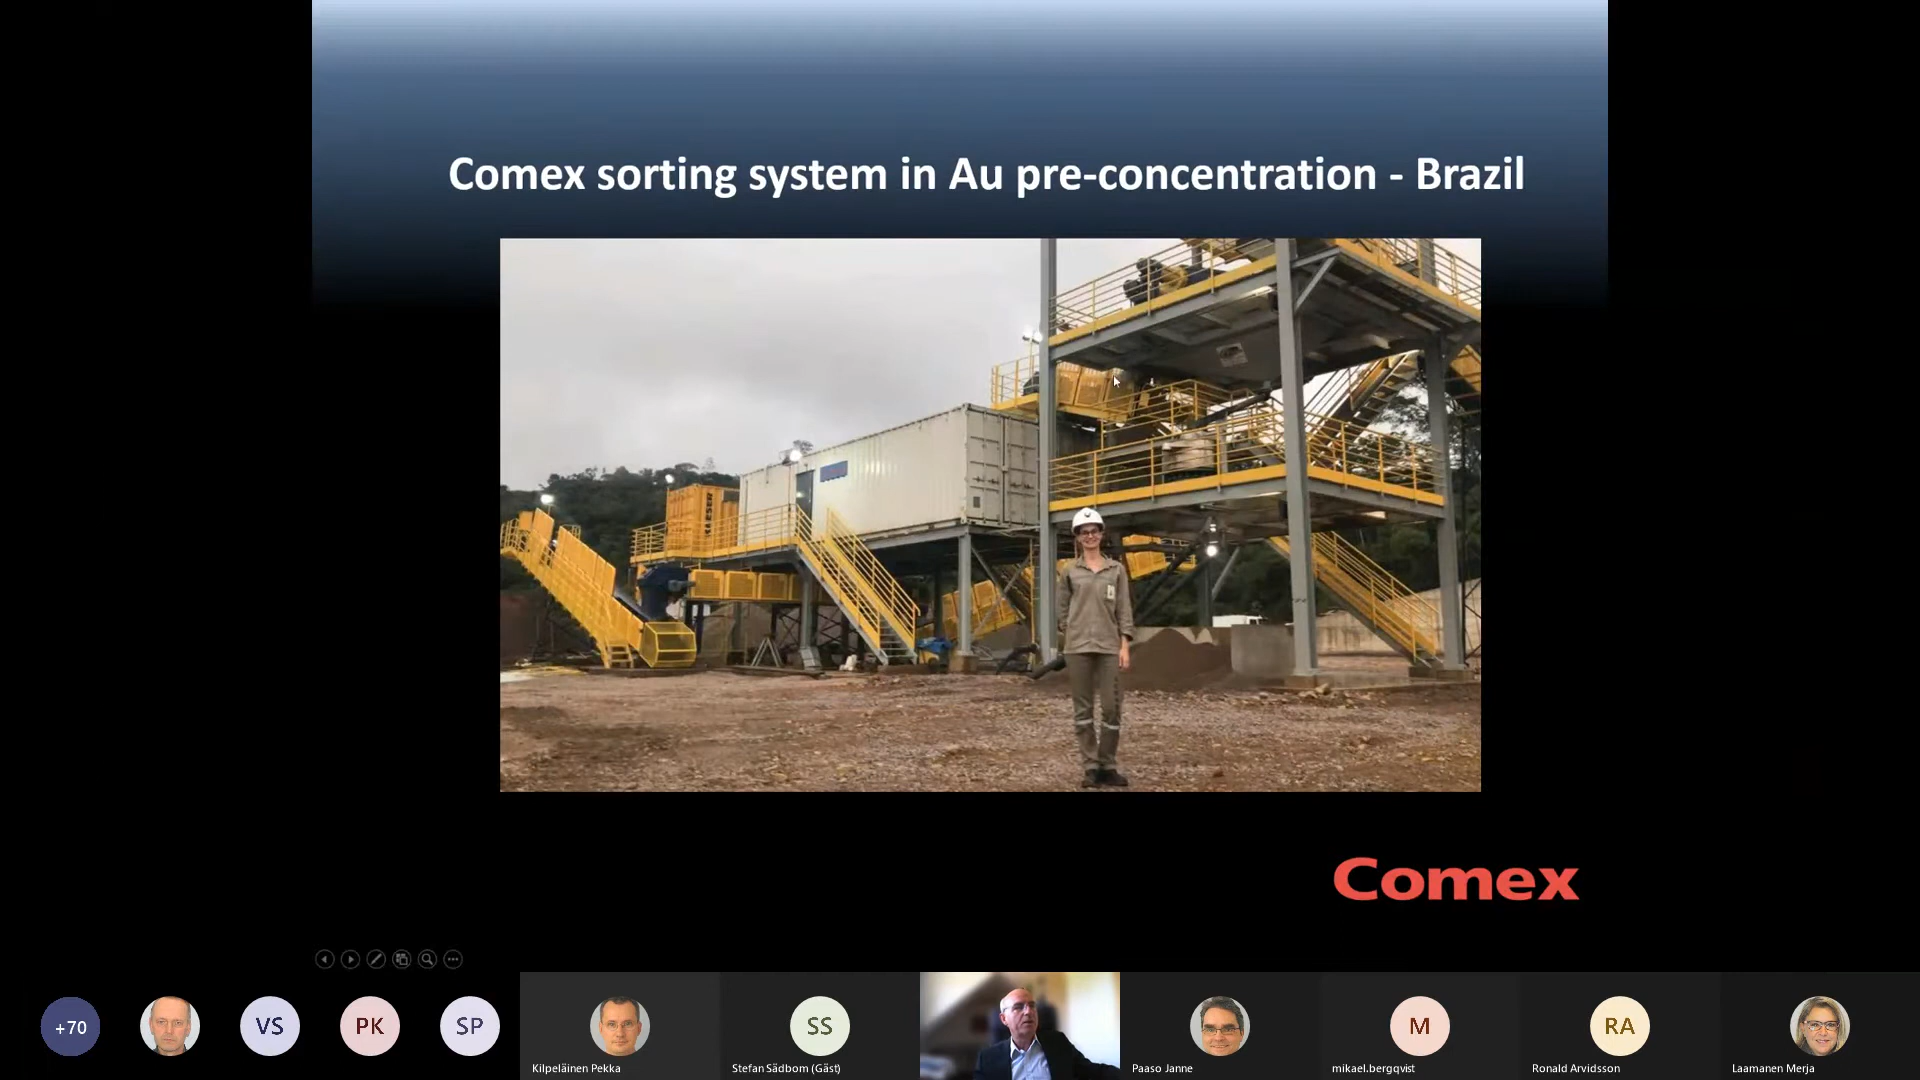 Comex sorting system in Au pre-concentration - Brazil
Comex
+70
VS
PK
SP
Kilpeläinen Pekka
SS
Stefan Sädbom (Gäst)
Paaso Janne
M
mikael.bergqvist
RA
Ronald Arvidsson
Laamanen Merja